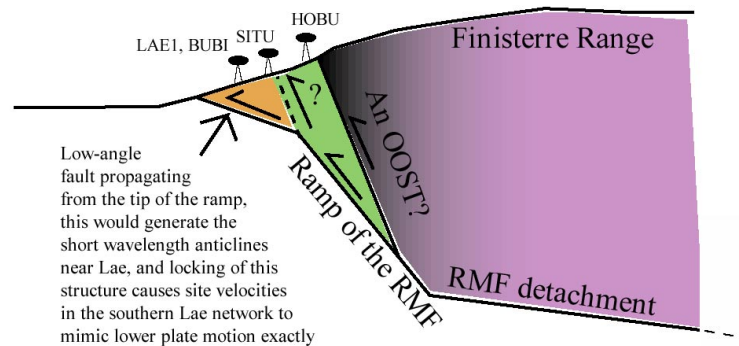 HOBU
SITU
LAE1, BUBI
Finisterre Range
?
An OOST?
Low-angle
fault propagating
from the tip of the ramp,
this would generate the
short wavelength anticlines
near Lae, and locking of this
structure causes site velocities
in the southern Lae network to
mimic lower plate motion exactly
Ramp of the RMF
RMF detachment